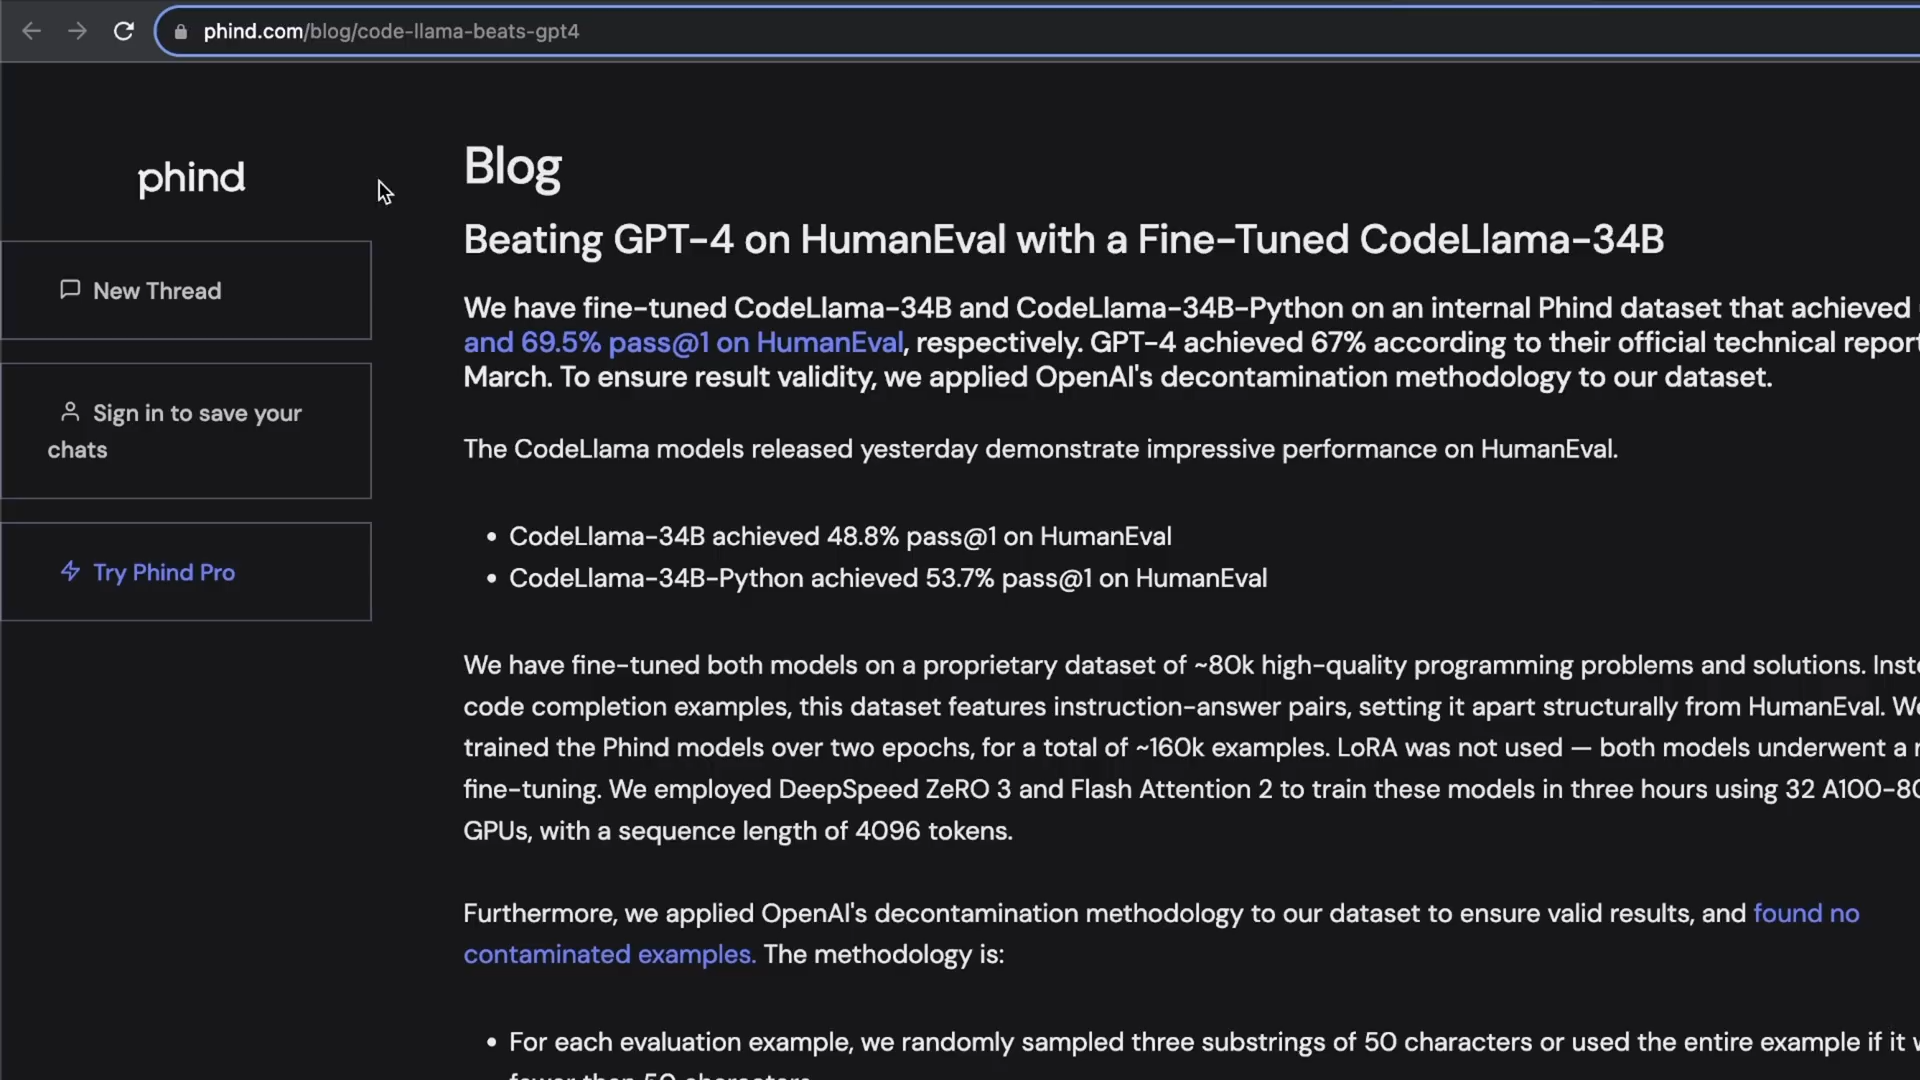 phind.com/blog/code-llama-beats-gpt4
phind
New Thread
Sign in to save your
chats
Try Phind Pro
Blog
Beating GPT-4 on HumanEval with a Fine-Tuned CodeLlama-34B
We have fine-tuned CodeLlama-34B and CodeLlama-34B-Python on an internal Phind dataset that achieved
and 69.5% pass@1 on HumanEval, respectively. GPT-4 achieved 67% according to their official technical report
March. To ensure result validity, we applied OpenAI's decontamination methodology to our dataset.
The CodeLlama models released yesterday demonstrate impressive performance on HumanEval.
• CodeLlama-34B achieved 48.8% pass@1 on HumanEval
• CodeLlama-34B-Python achieved 53.7% pass@1 on HumanEval
We have fine-tuned both models on a proprietary dataset of ~80k high-quality programming problems and solutions.
code completion examples, this dataset features instruction-answer pairs, setting it apart structurally from HumanEval. We
trained the Phind models over two epochs, for a total of ~160k examples. LoRA was not used — both models underwent a
fine-tuning. We employed DeepSpeed ZeRO 3 and Flash Attention 2 to train these models in three hours using 32
GPUs, with a sequence length of 4096 tokens.
Furthermore, we applied OpenAI's decontamination methodology to our dataset to ensure valid results, and found no
contaminated examples. The methodology is:
• For each evaluation example, we randomly sampled three substrings of 50 characters or used the entire example if it
fewer than 50 characters